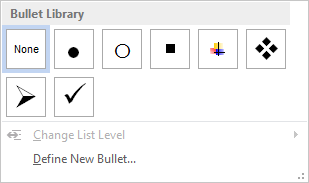 Bullet Library
None
Change List Level
Define New Bullet...